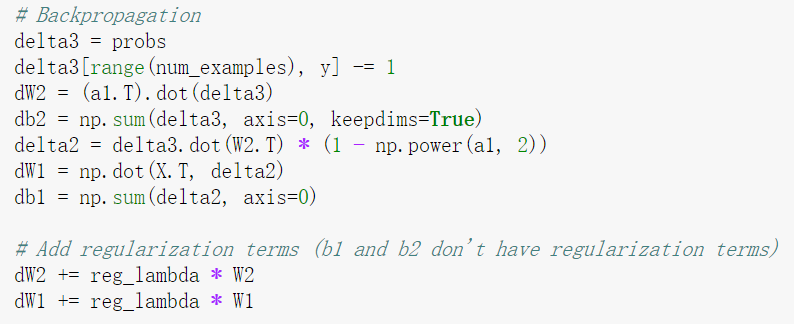 # Backpropagation
delta3 = probs
delta3[range(num_examples), y] -= 1
dW2 = (a1.T).dot(delta3)
db2 = np.sum(delta3, axis=0, keepdims=True)
delta2 = delta3.dot(W2.T) * (1 - np.power(a1, 2))
dW1 = np.dot(X.T, delta2)
db1 = np.sum(delta2, axis=0)

# Add regularization terms (b1 and b2 don't have regularization terms)
dW2 += reg_lambda * W2
dW1 += reg_lambda * W1